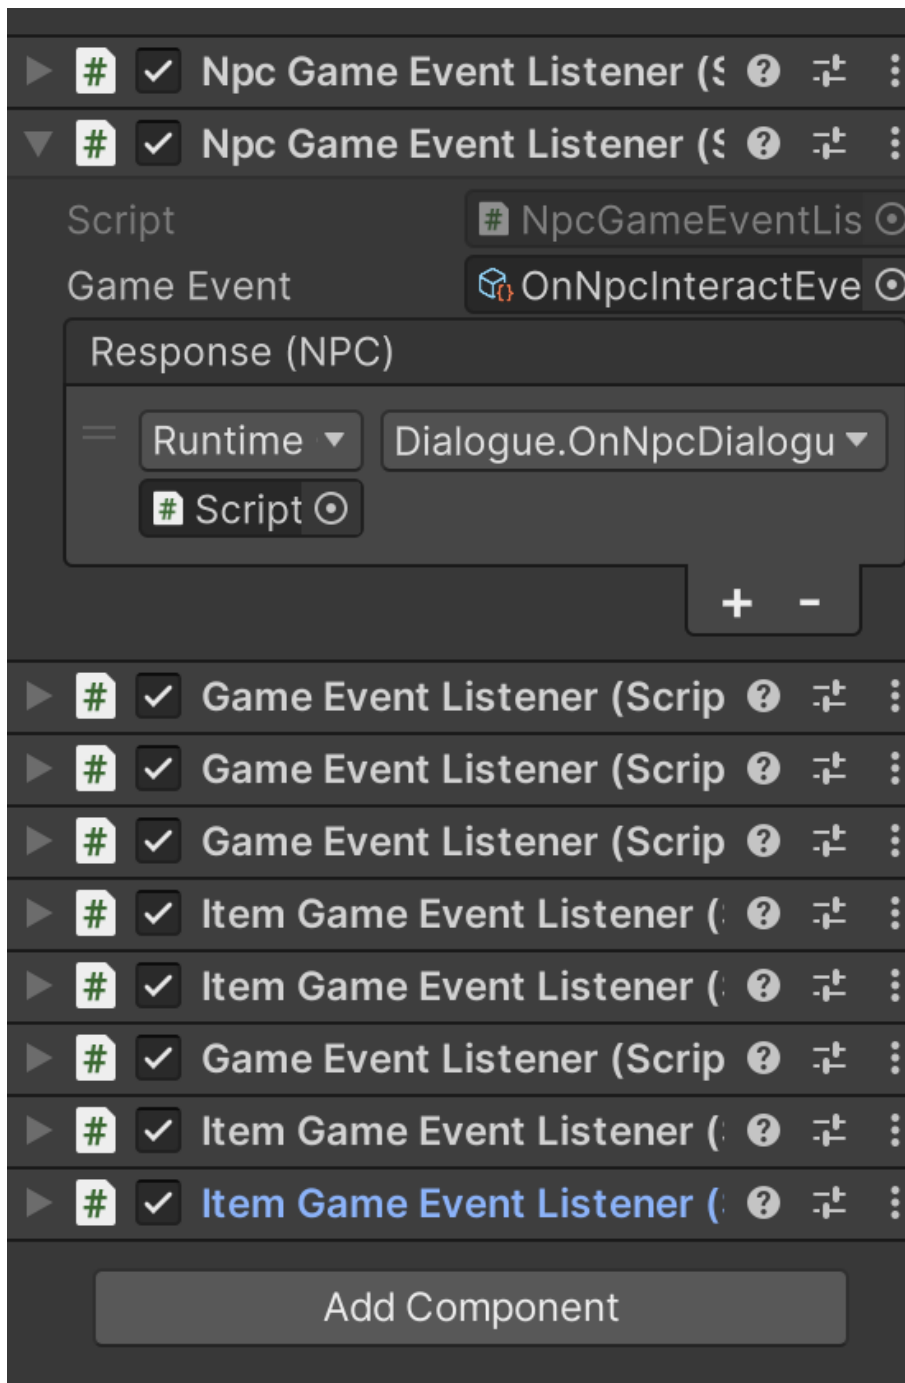 Npc Game Event Listener (S
Npc Game Event Listener (S
Script # NpcGameEventLis
Game Event OnNpcInteractEve
Response (NPC)
Runtime Dialogue.OnNpcDialogu
# Script
+ -
Game Event Listener (Scrip
Game Event Listener (Scrip
Game Event Listener (Scrip
Item Game Event Listener (
Item Game Event Listener (
Game Event Listener (Scrip
Item Game Event Listener (
Item Game Event Listener (
Add Component